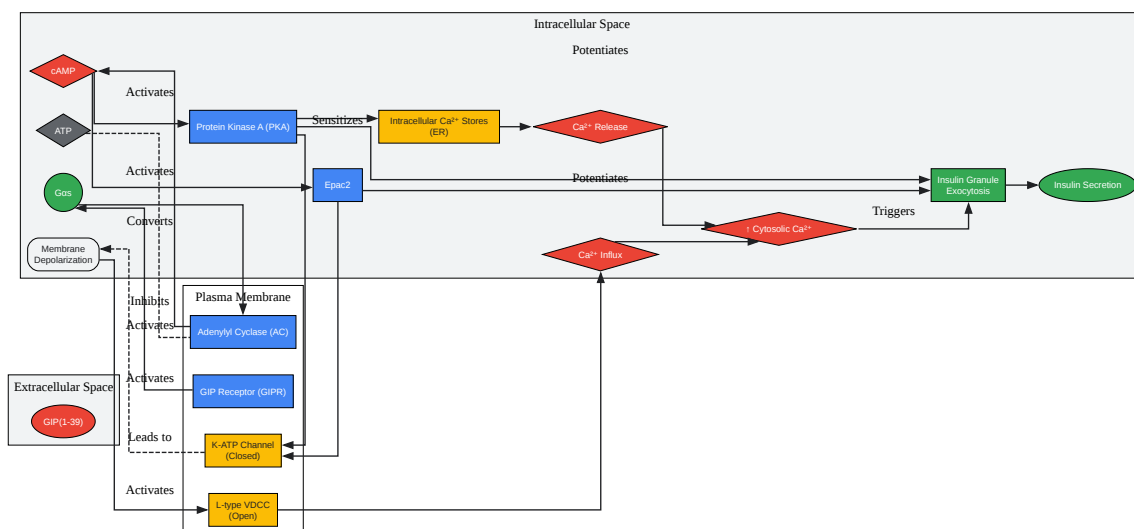 Intracellular Space
Potentiates
cAMP
Activates
ATP
Protein Kinase A (PKA)
Sensitizes
Intracellular Ca²⁺ Stores
(ER)
Ca²⁺ Release
Activates
Gαs
Epac2
Potentiates
Insulin Granule
Exocytosis
Insulin Secretion
Converts
Triggers
↑ Cytosolic Ca²⁺
Membrane
Depolarization
Ca²⁺ Influx
Inhibits
Plasma Membrane
Activates
Adenylyl Cyclase (AC)
Activates
GIP Receptor (GIPR)
Extracellular Space
GIP(1-39)
Leads to
K-ATP Channel
(Closed)
Activates
L-type VDCC
(Open)